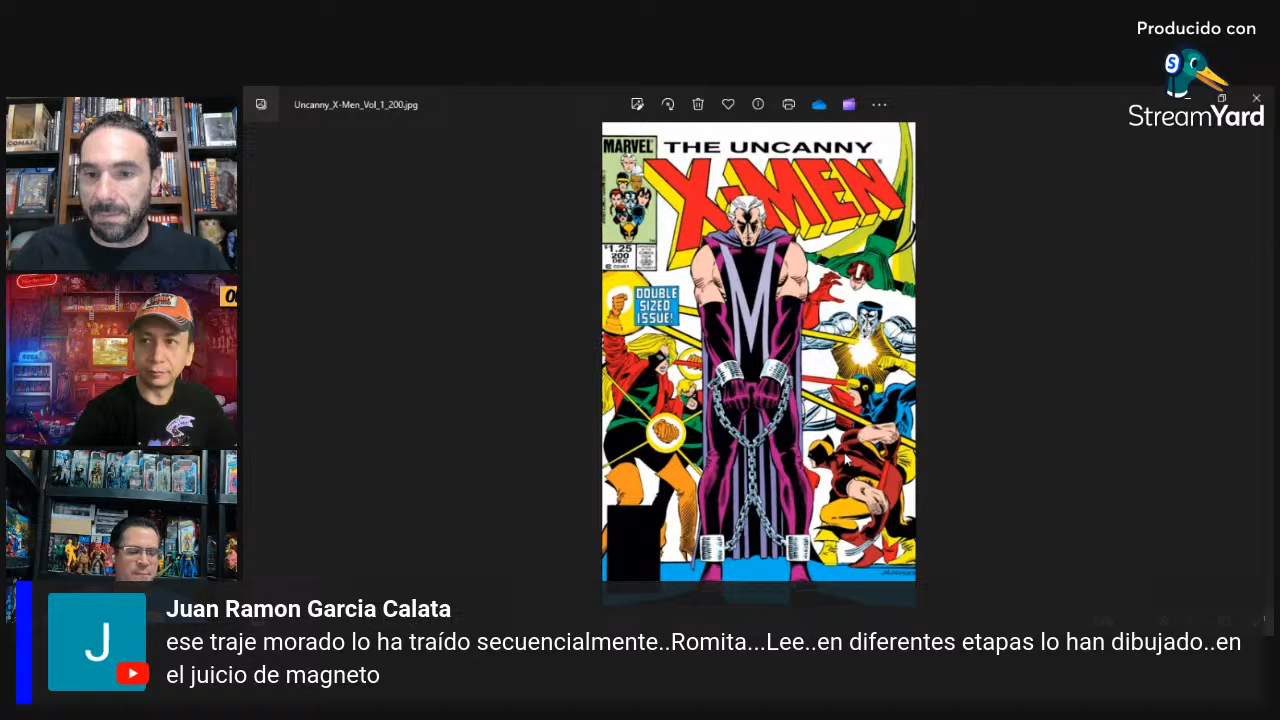 Producido con
StreamYard
Uncanny_X-Men_Vol_1_200.jpg
MARVEL
THE UNCANNY
X-MEN
$1.25
200
DEC
DOUBLE
SIZED
ISSUE!
CONAN
JUGGERNAUT
J
Juan Ramon Garcia Calata
ese traje morado lo ha traído secuencialmente..Romita...Lee..en diferentes etapas lo han dibujado..en
el juicio de magneto